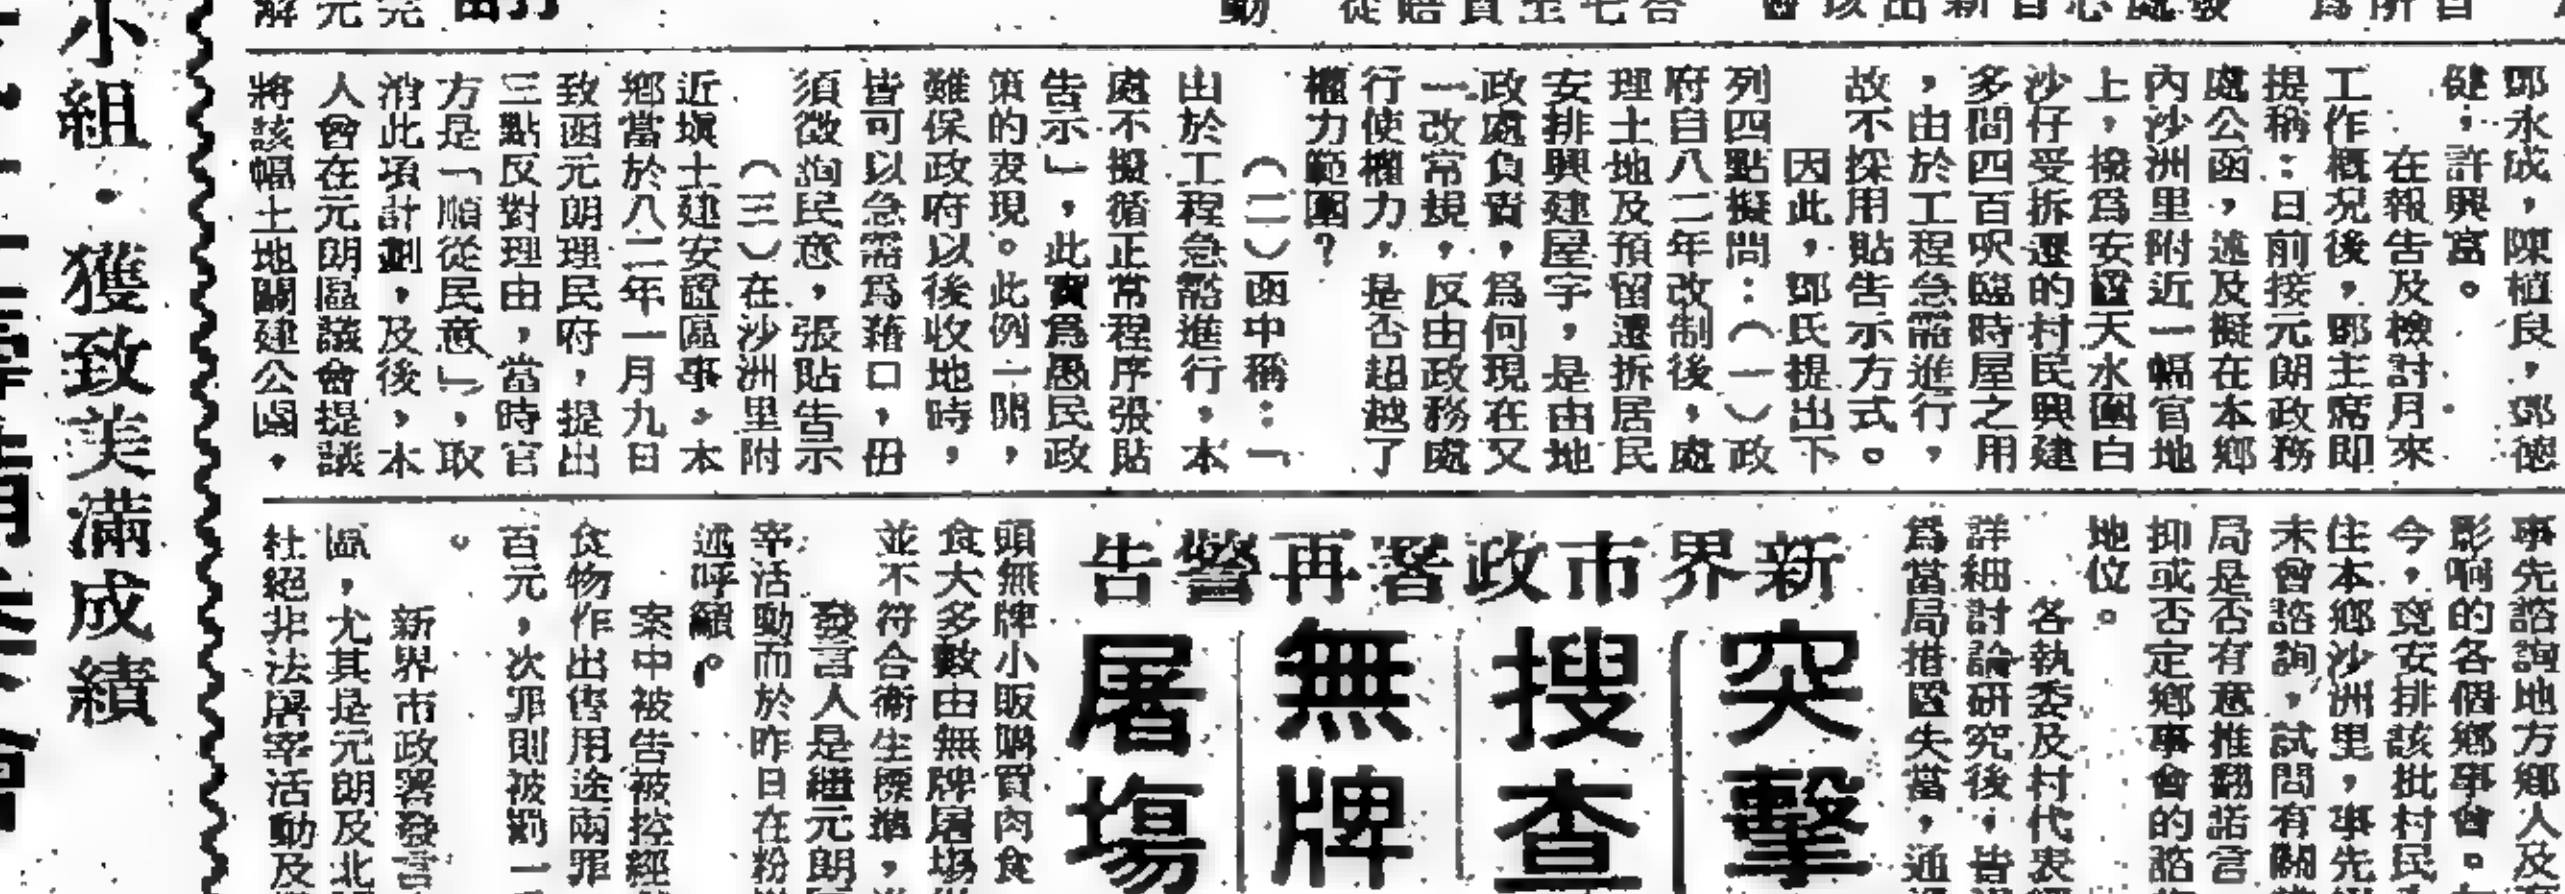 鄧永成，陳植良，鄧德
健，許興富。
在報告及檢討月來
工作概況後，鄧主席即
提稱：日前接元朗政務
處公函，述及擬在本鄉
內沙洲里附近一幅官地
上，撥爲安置天水圍白
沙仔受拆遷的村民興建
多間四百呎臨時屋之用
，由於工程急需進行，
故不採用貼告示方式。
因此，鄧氏提出下
列四點擬問：（一）政
府自八二年改制後，處
理土地及預留遷拆居民
安排興建屋宇，是由地
政處負責，爲何現在又
一改常規，反由政務處
行使權力，是否超越了
權力範圍？
（二）函中稱：「
由於工程急需進行，本
處不擬循正常程序張貼
告示」，此實爲愚民政
策的表現。此例一開，
難保政府以後收地時，
皆可以急需爲藉口，毋
須徵詢民意，張貼告示
（三）在沙洲里附
近塡土建安置區事。本
鄉當於八二年一月九日
致函元朗理民府，提出
三點反對理由，當時官
方是「順從民意」，取
消此項計劃，及後，本
人會在元朗區議會提議
將該幅土地闢建公園，
事先諮詢地方鄉人及
影响的各個鄉事會。
今，竟安排該批村民
住本鄉沙洲里，事先
未會諮詢，試問有關
局是否有意推翻諾言
抑或否定鄉事會的諮
地位。
各執委及村代表
詳細討論研究後，皆
爲當局措置失當，通
新界市政署再警告
突擊
搜查
無牌
屠場
頭無牌小販購買肉食
食大多數由無牌屠場
並不符合衛生標準，
發言人是繼元朗
宰活動而於昨日在粉
述呼籲。
案中被告被控
食物作出售用途兩罪
百元，次罪則被罰一
。
新界市政署發言
區，尤其是元朗及北
杜絕非法屠宰活動及
小組．獲致美滿成績